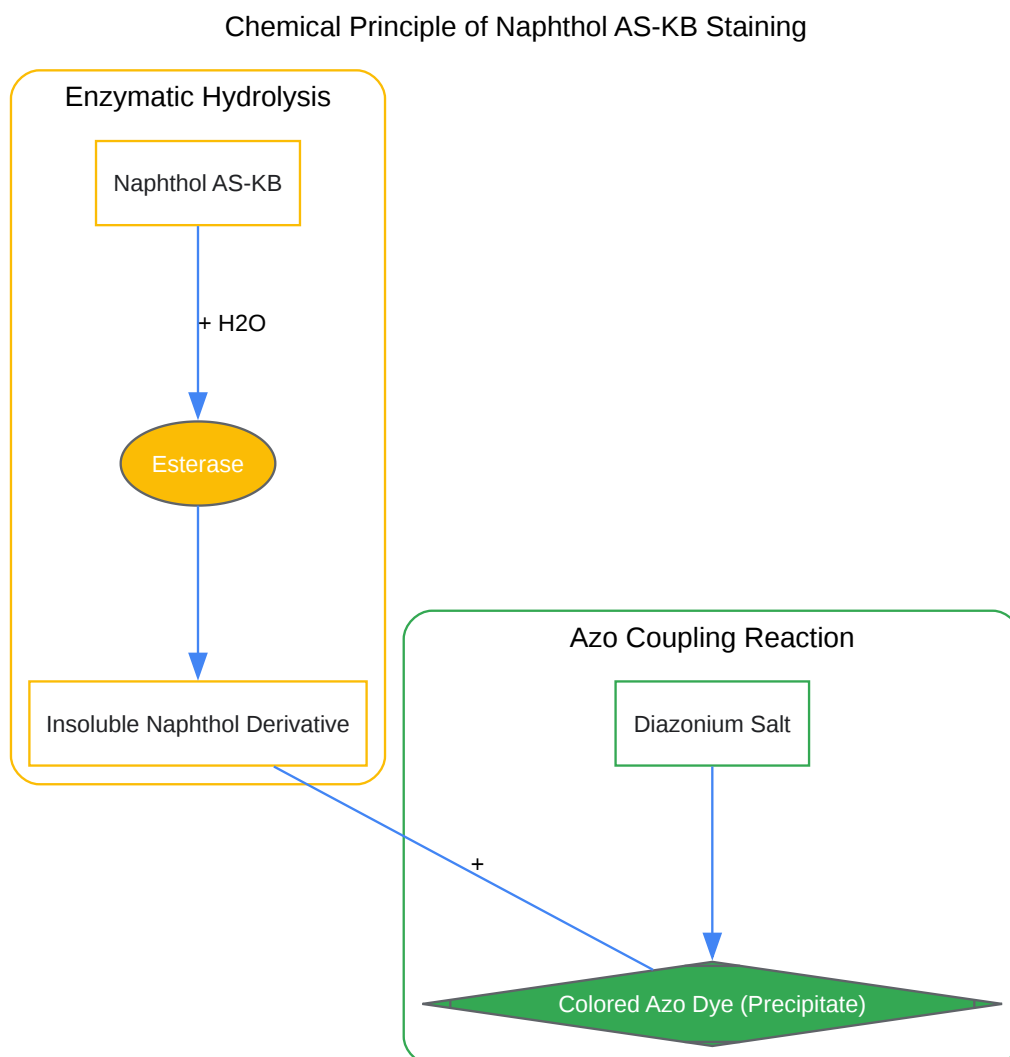 Chemical Principle of Naphthol AS-KB Staining
Enzymatic Hydrolysis
Naphthol AS-KB
+ H2O
Esterase
Insoluble Naphthol Derivative
Azo Coupling Reaction
Diazonium Salt
+
Colored Azo Dye (Precipitate)